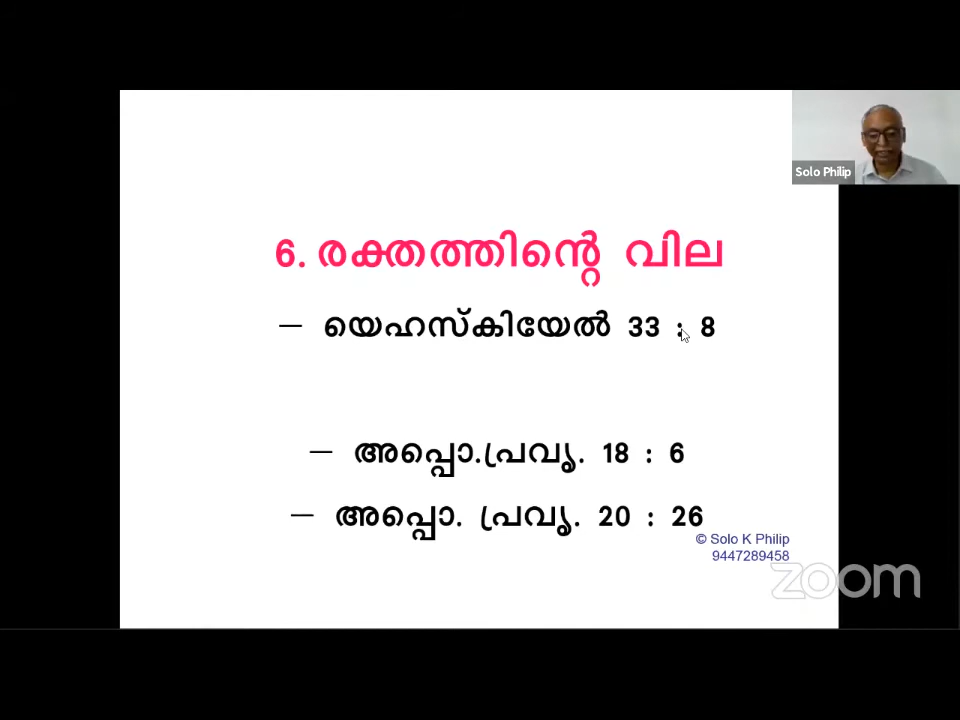 Solo Philip
6. രക്തത്തിന്റെ വില
– യെഹസ്കിയേൽ 33 : 8
– അപ്പൊ.പ്രവൃ. 18 : 6
– അപ്പൊ. പ്രവൃ. 20 : 26
© Solo K Philip
9447289458
zoom